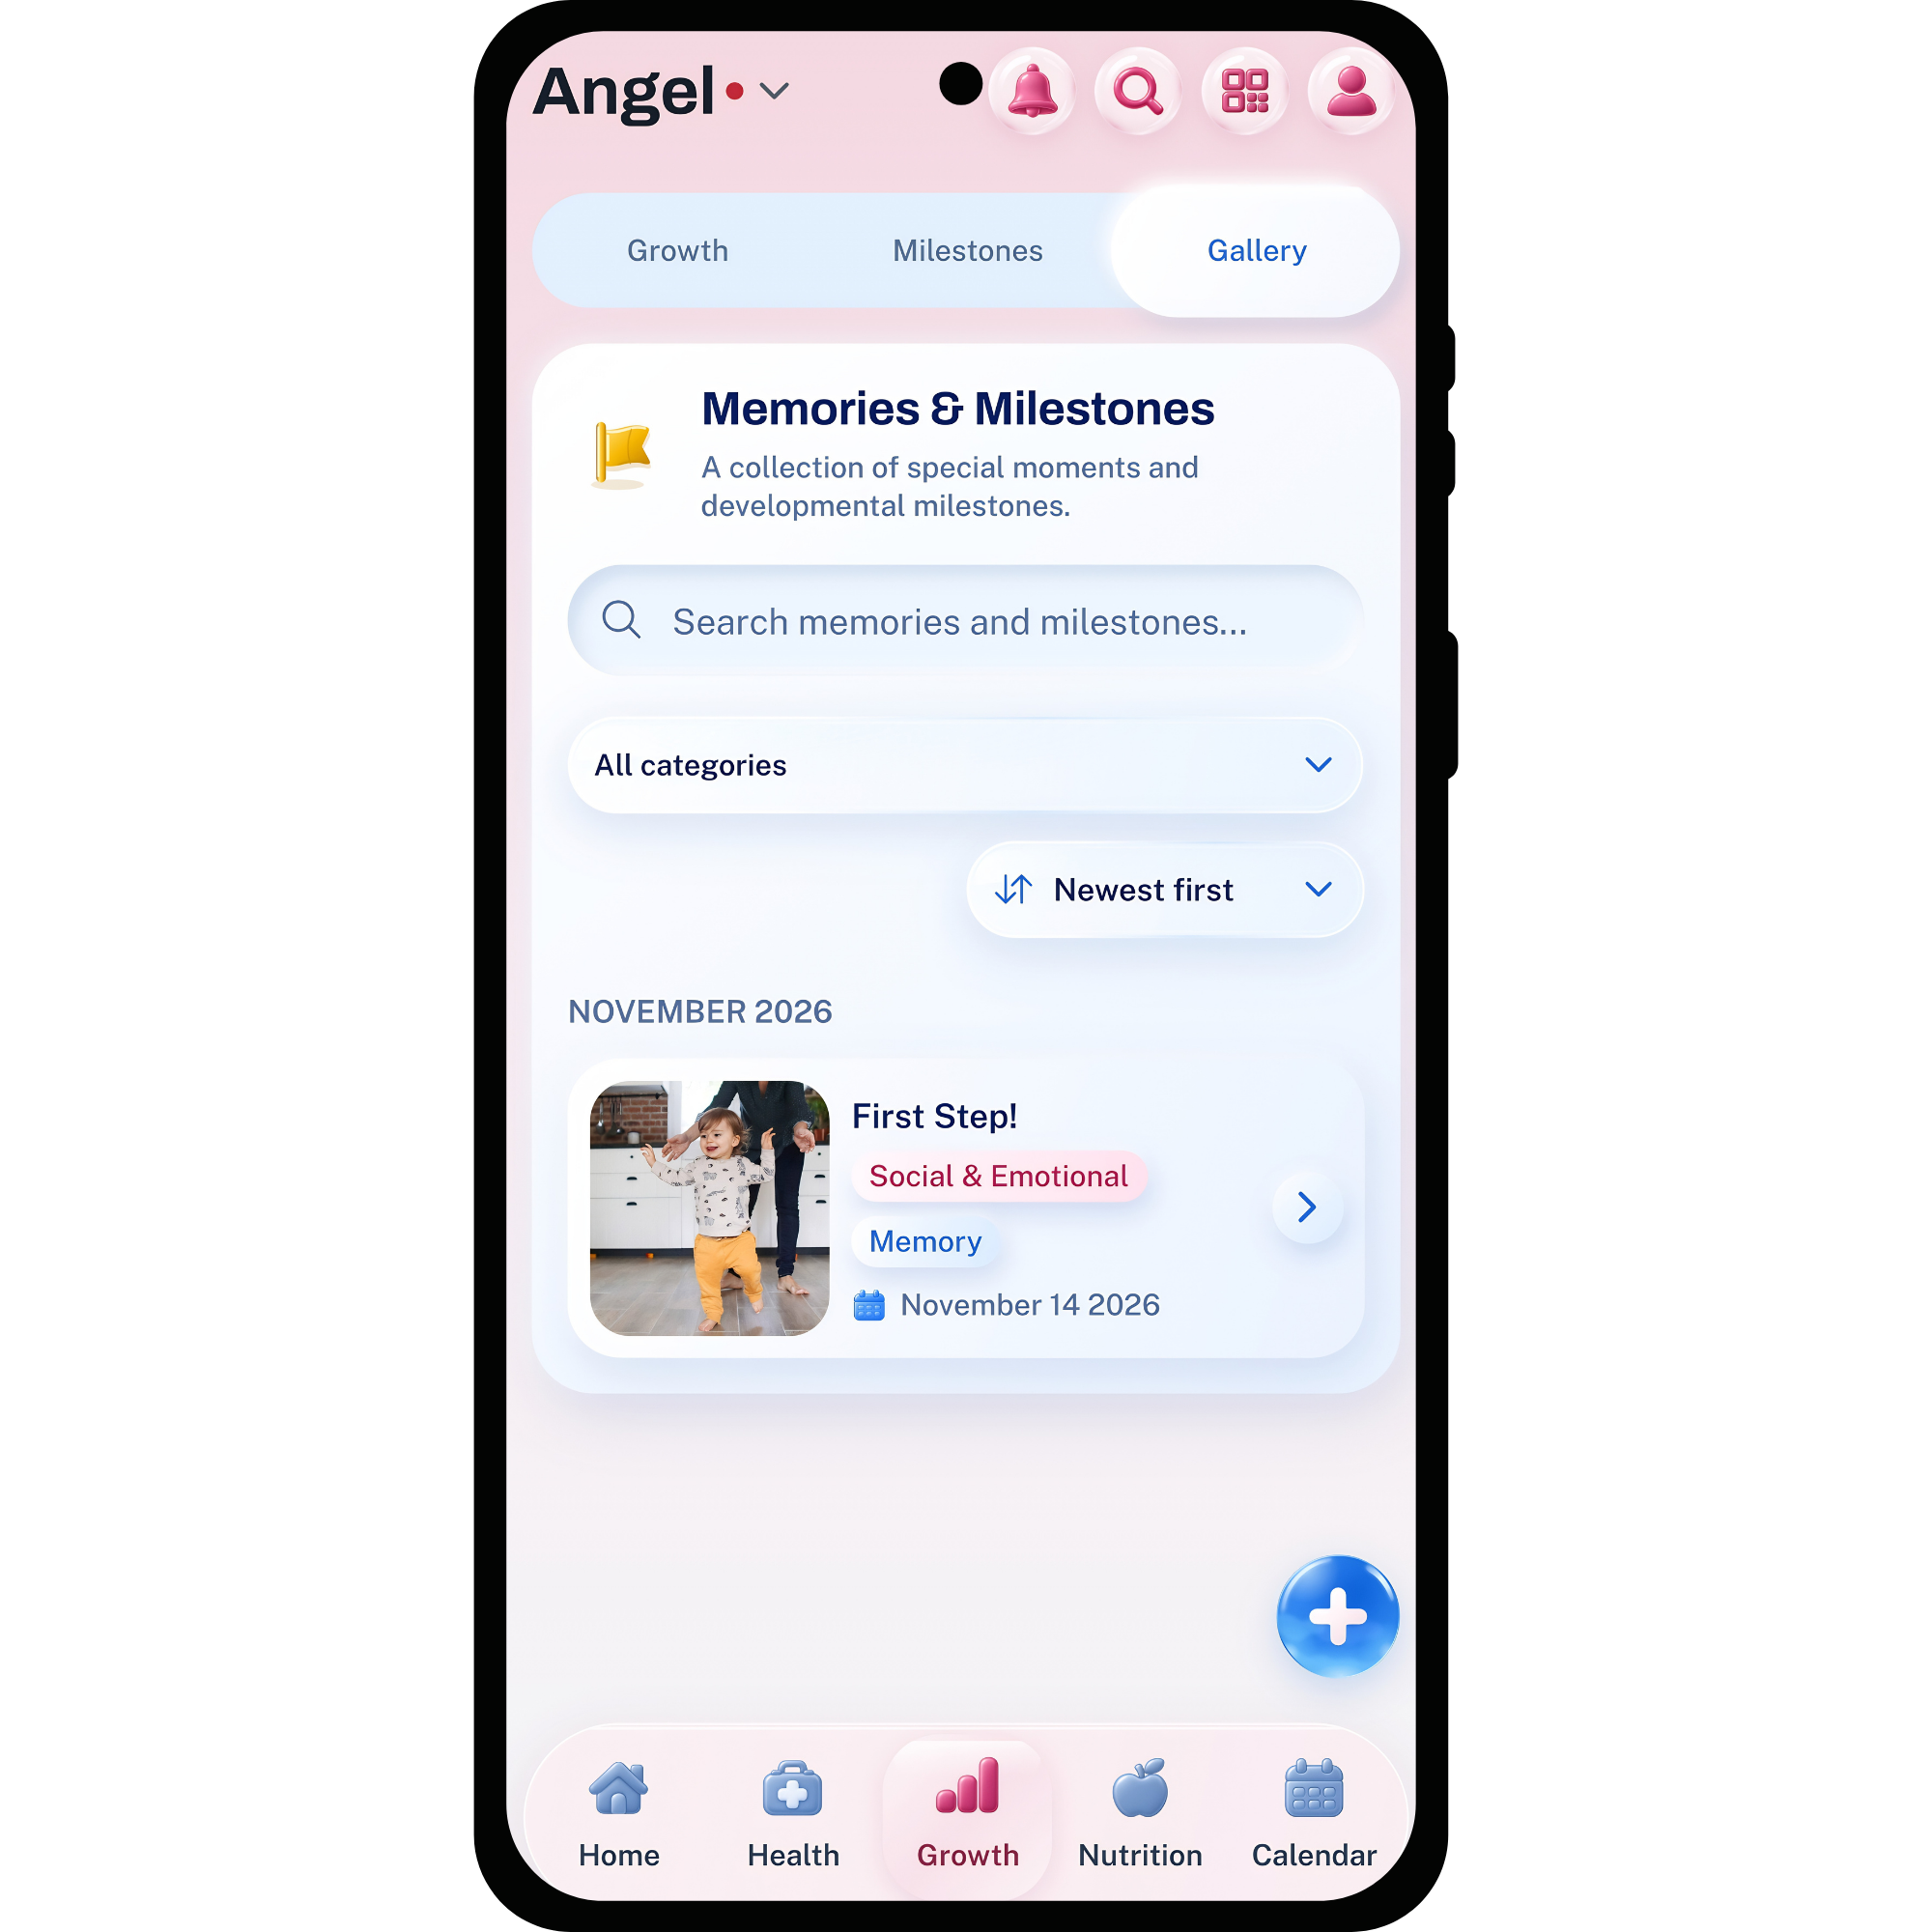 Angel
Growth
Milestones
Gallery
Memories & Milestones
A collection of special moments and
developmental milestones.
Search memories and milestones...
All categories
Newest first
NOVEMBER 2026
First Step!
Social & Emotional
Memory
November 14 2026
Home
Health
Growth
Nutrition
Calendar